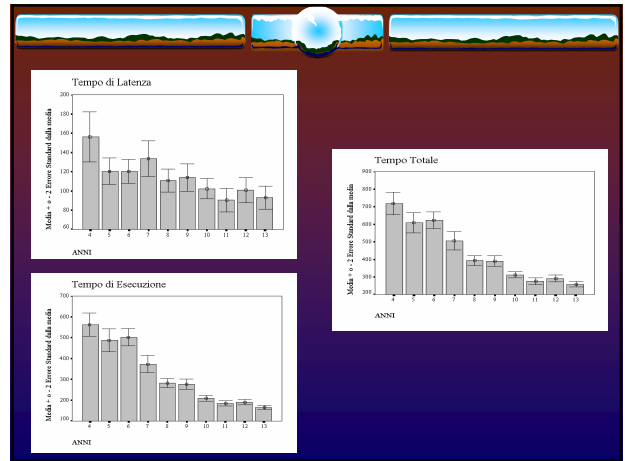 Tempo di Latenza
Media + o - 2 Errore Standard dalla media
200
180
160
140
120
100
80
60
4 5 6 7 8 9 10 11 12 13
ANNI
Tempo di Esecuzione
Media + o - 2 Errore Standard dalla media
700
600
500
400
300
200
100
4 5 6 7 8 9 10 11 12 13
ANNI
Tempo Totale
Media + o - 2 Errore Standard dalla media
900
800
700
600
500
400
300
200
4 5 6 7 8 9 10 11 12 13
ANNI